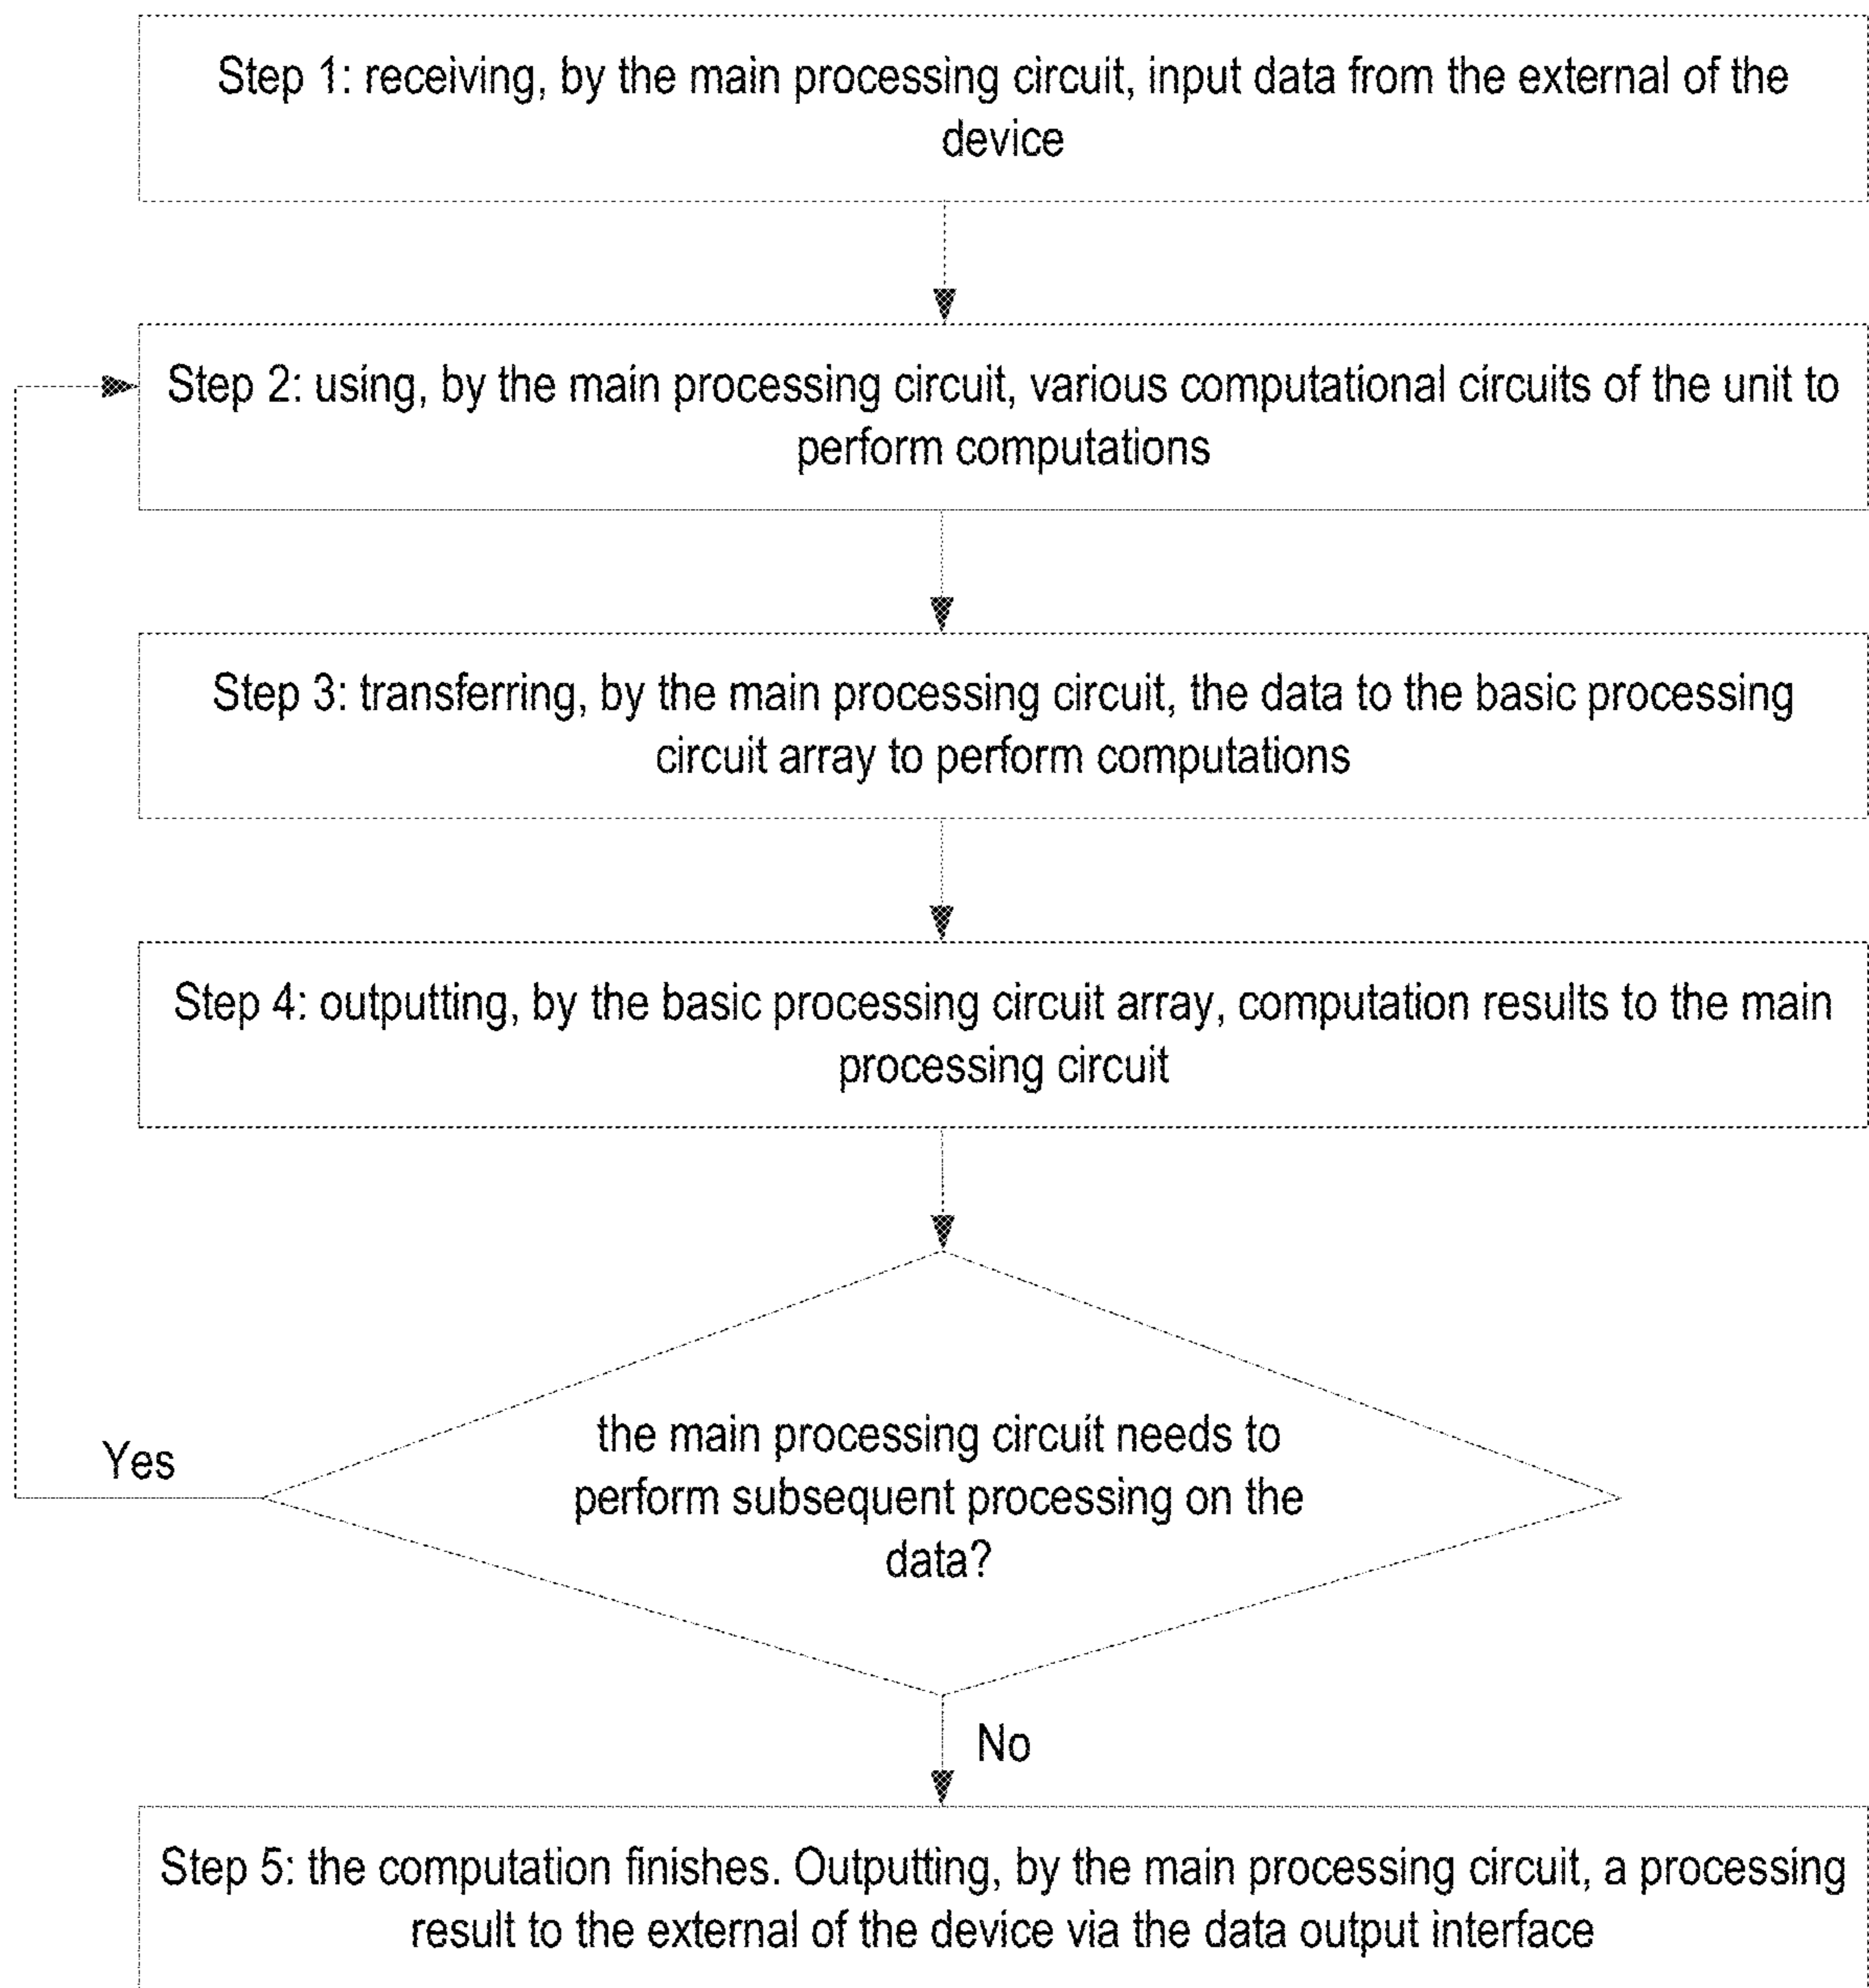 Step 1: receiving, by the main processing circuit, input data from the external of the
device
Step 2: using, by the main processing circuit, various computational circuits of the unit to
perform computations
Step 3: transferring, by the main processing circuit, the data to the basic processing
circuit array to perform computations
Step 4: outputting, by the basic processing circuit array, computation results to the main
processing circuit
the main processing circuit needs to
perform subsequent processing on the
data?
Yes
No
Step 5: the computation finishes. Outputting, by the main processing circuit, a processing
result to the external of the device via the data output interface